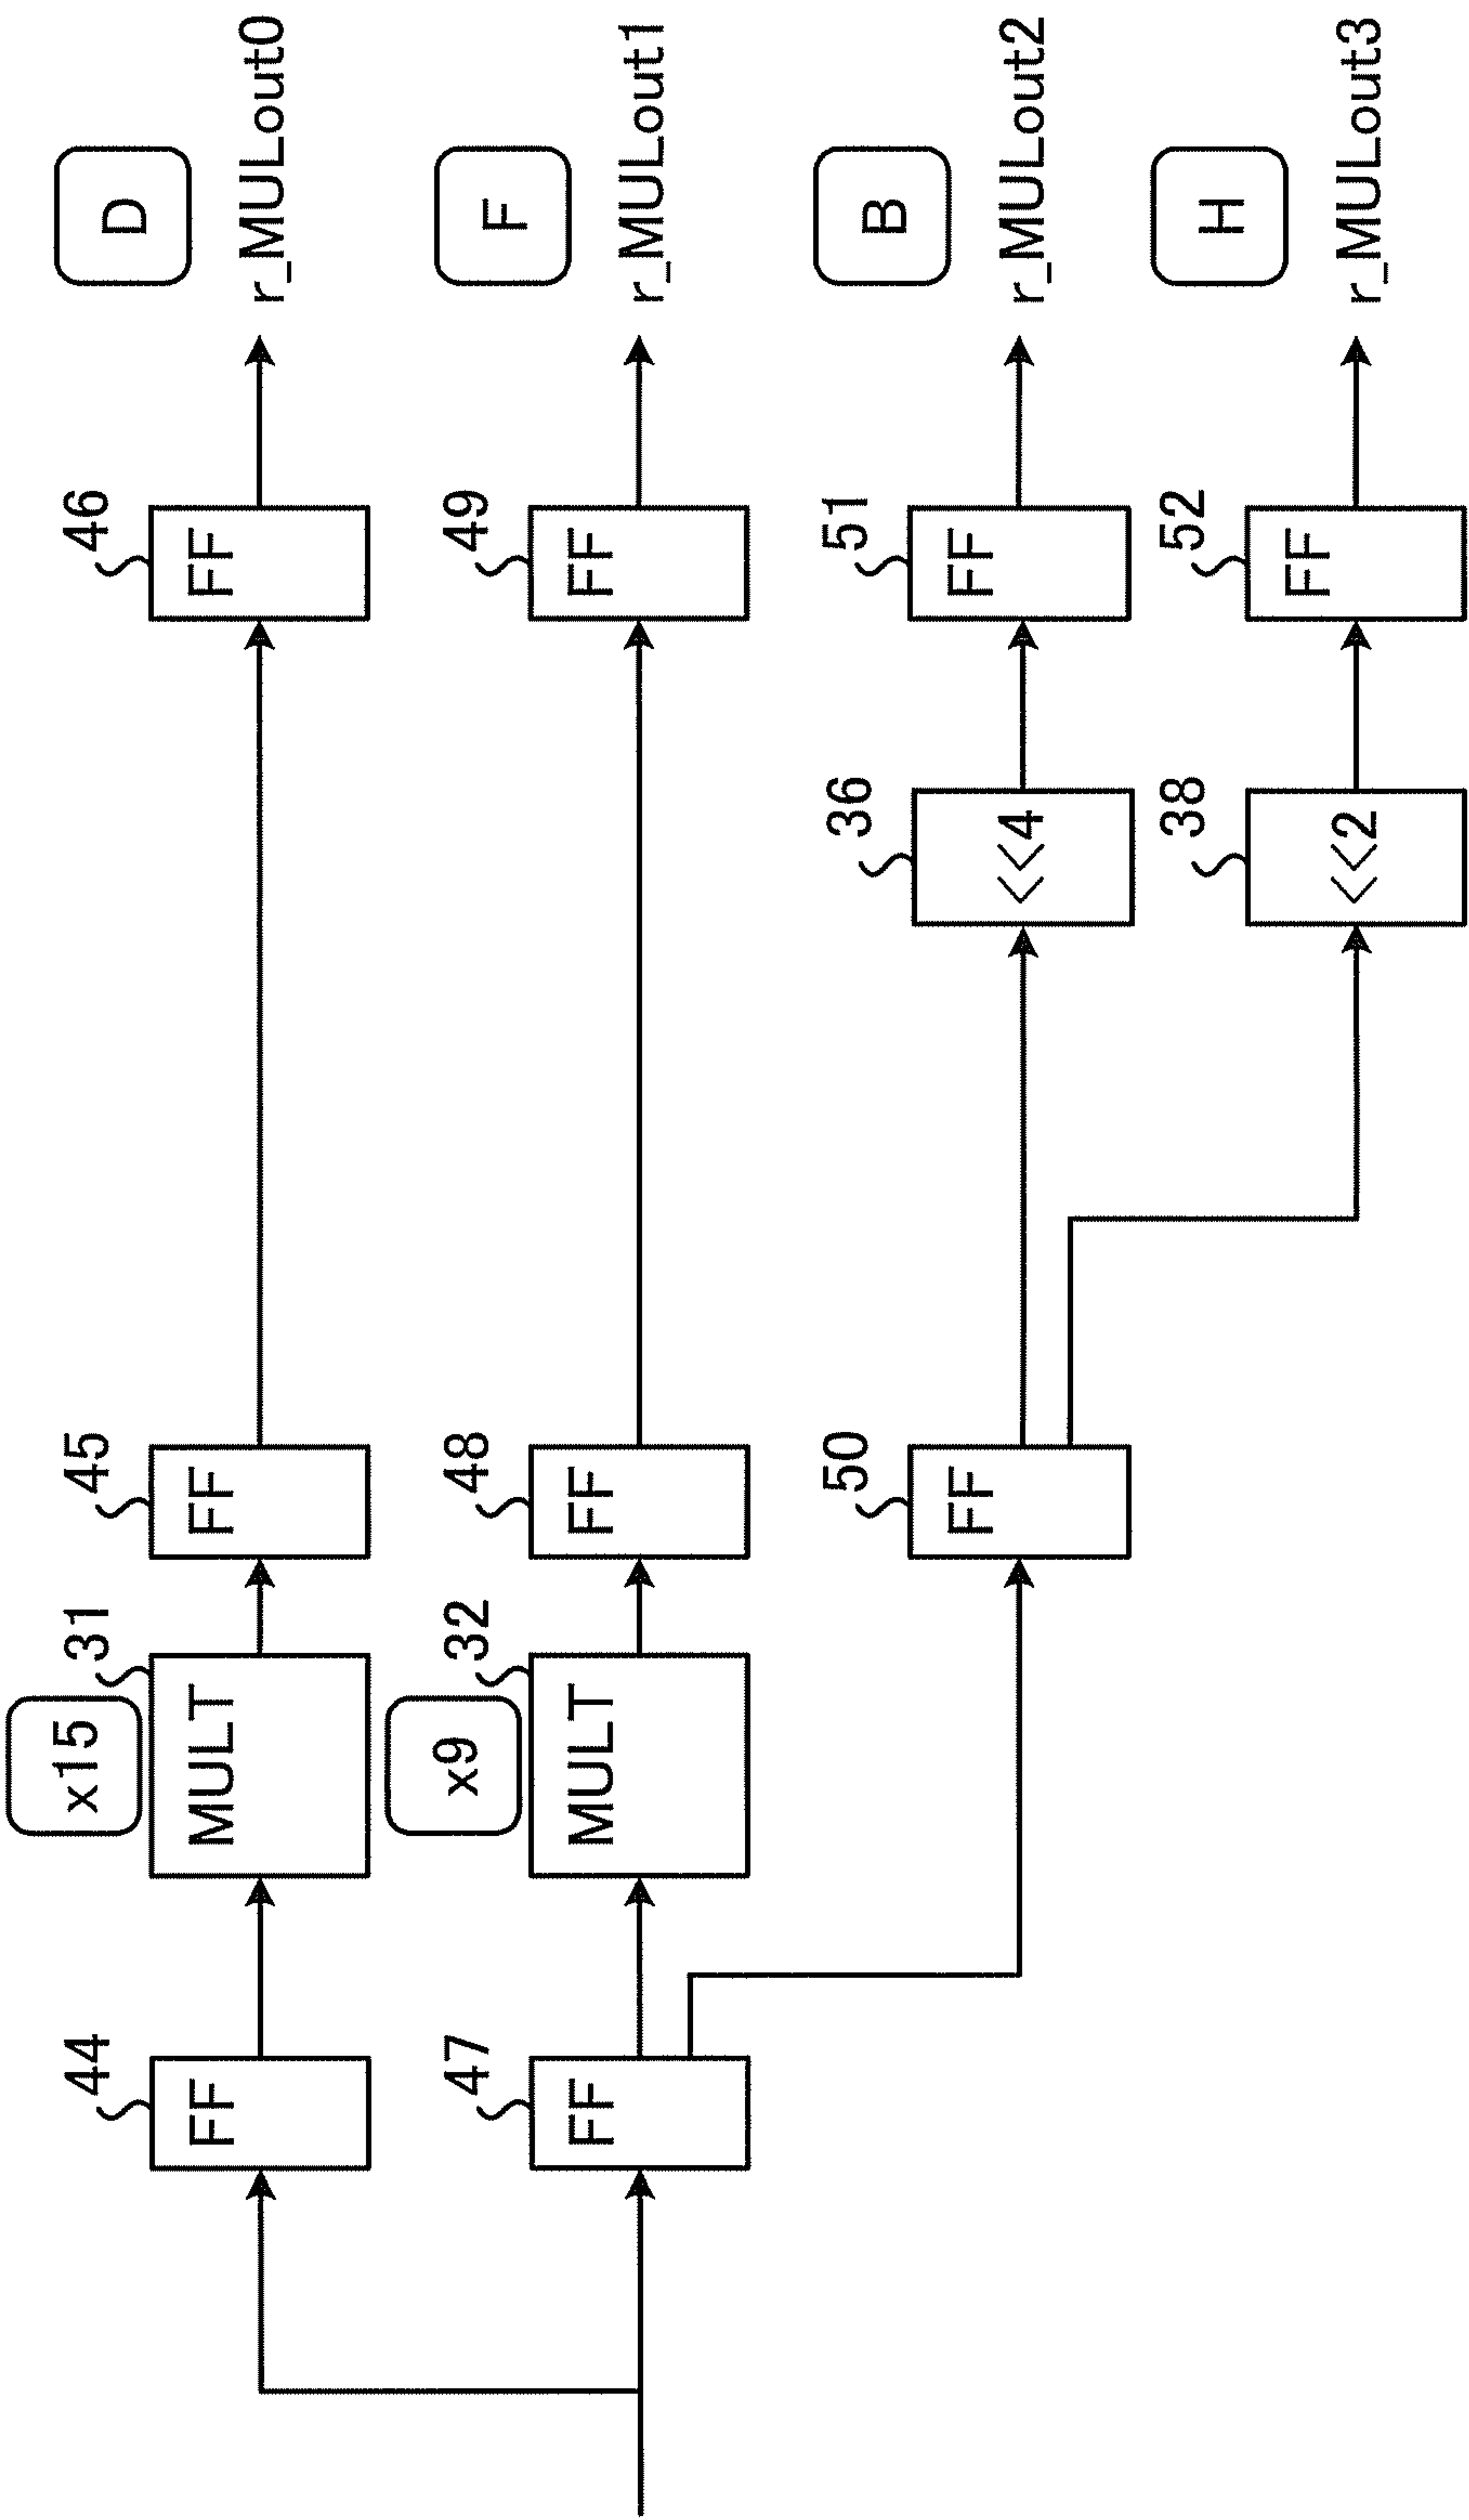 x15
44
31
45
46
D
FF
MULT
FF
FF
r_MULout0
x9
47
32
48
49
F
FF
MULT
FF
FF
r_MULout1
50
36
51
B
FF
<<4
FF
r_MULout2
38
52
H
<<2
FF
r_MULout3